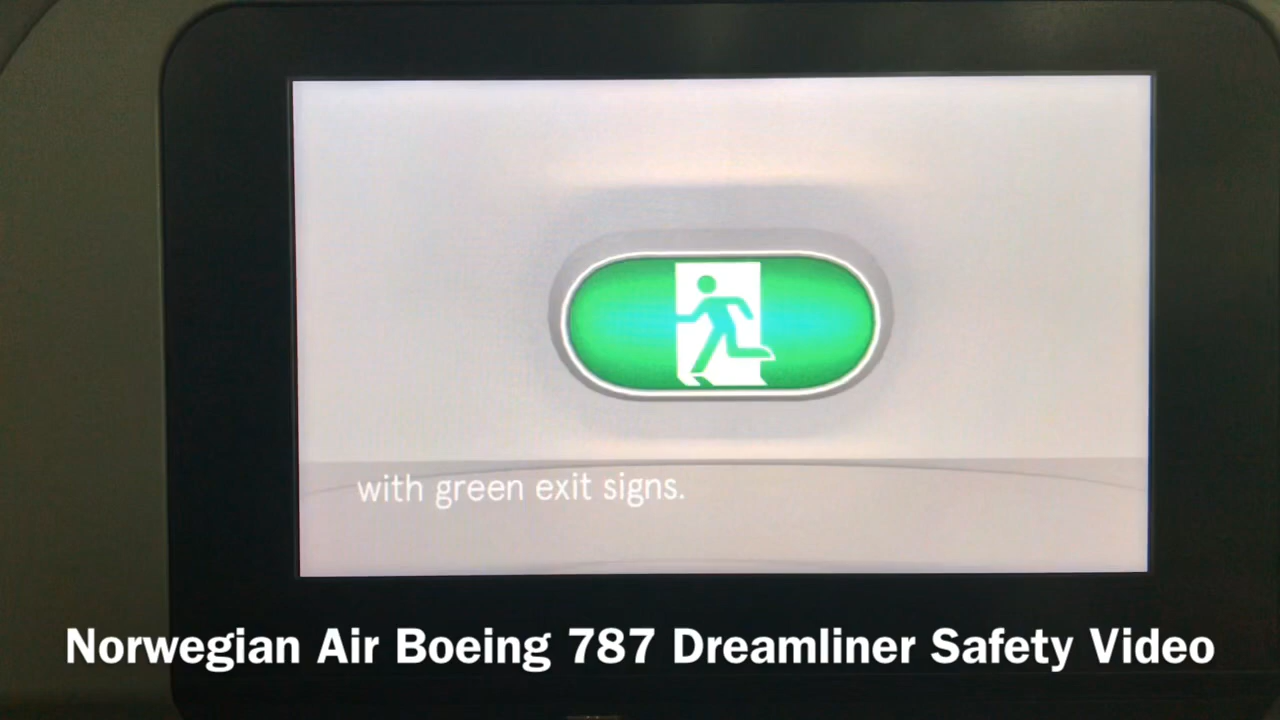 with green exit signs.
Norwegian Air Boeing 787 Dreamliner Safety Video